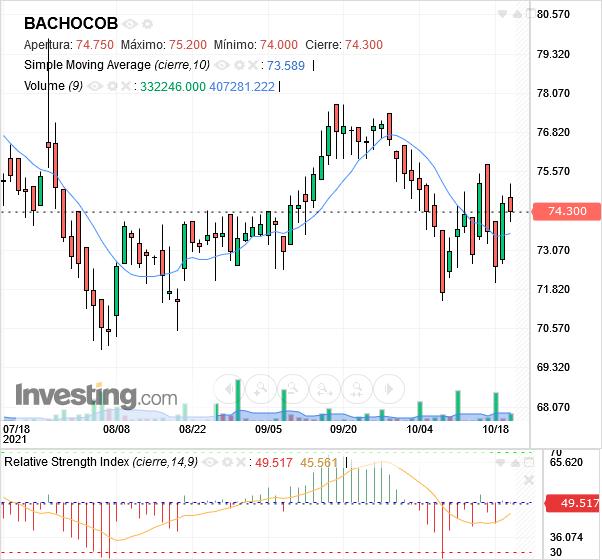 BACHOCOB
Apertura: 74.750 Máximo: 75.200 Mínimo: 74.000 Cierre: 74.300
Simple Moving Average (cierre,10) : 73.589
Volume (9) : 332246.000 407281.222
80.570
79.320
78.070
76.820
75.570
74.300
73.070
71.820
70.570
69.320
68.070
Investing.com
07/18 08/08 08/22 09/05 09/20 10/04 10/18
2021
Relative Strength Index (cierre,14,9) : 49.517 45.561
70
65.620
49.517
36.074
30